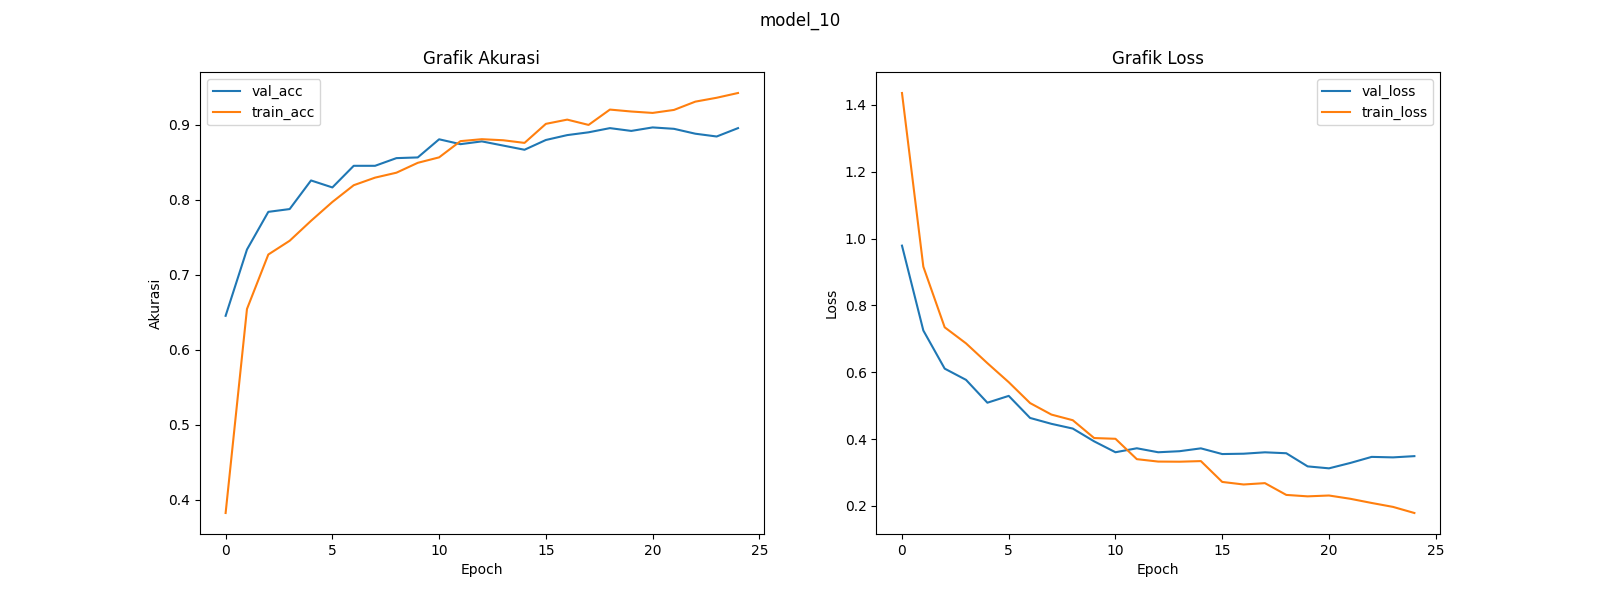 model_10
Grafik Akurasi
val_acc
train_acc
0.9
0.8
0.7
0.6
0.5
0.4
Akurasi
0 5 10 15 20 25
Epoch
Grafik Loss
val_loss
train_loss
1.4
1.2
1.0
0.8
0.6
0.4
0.2
Loss
0 5 10 15 20 25
Epoch